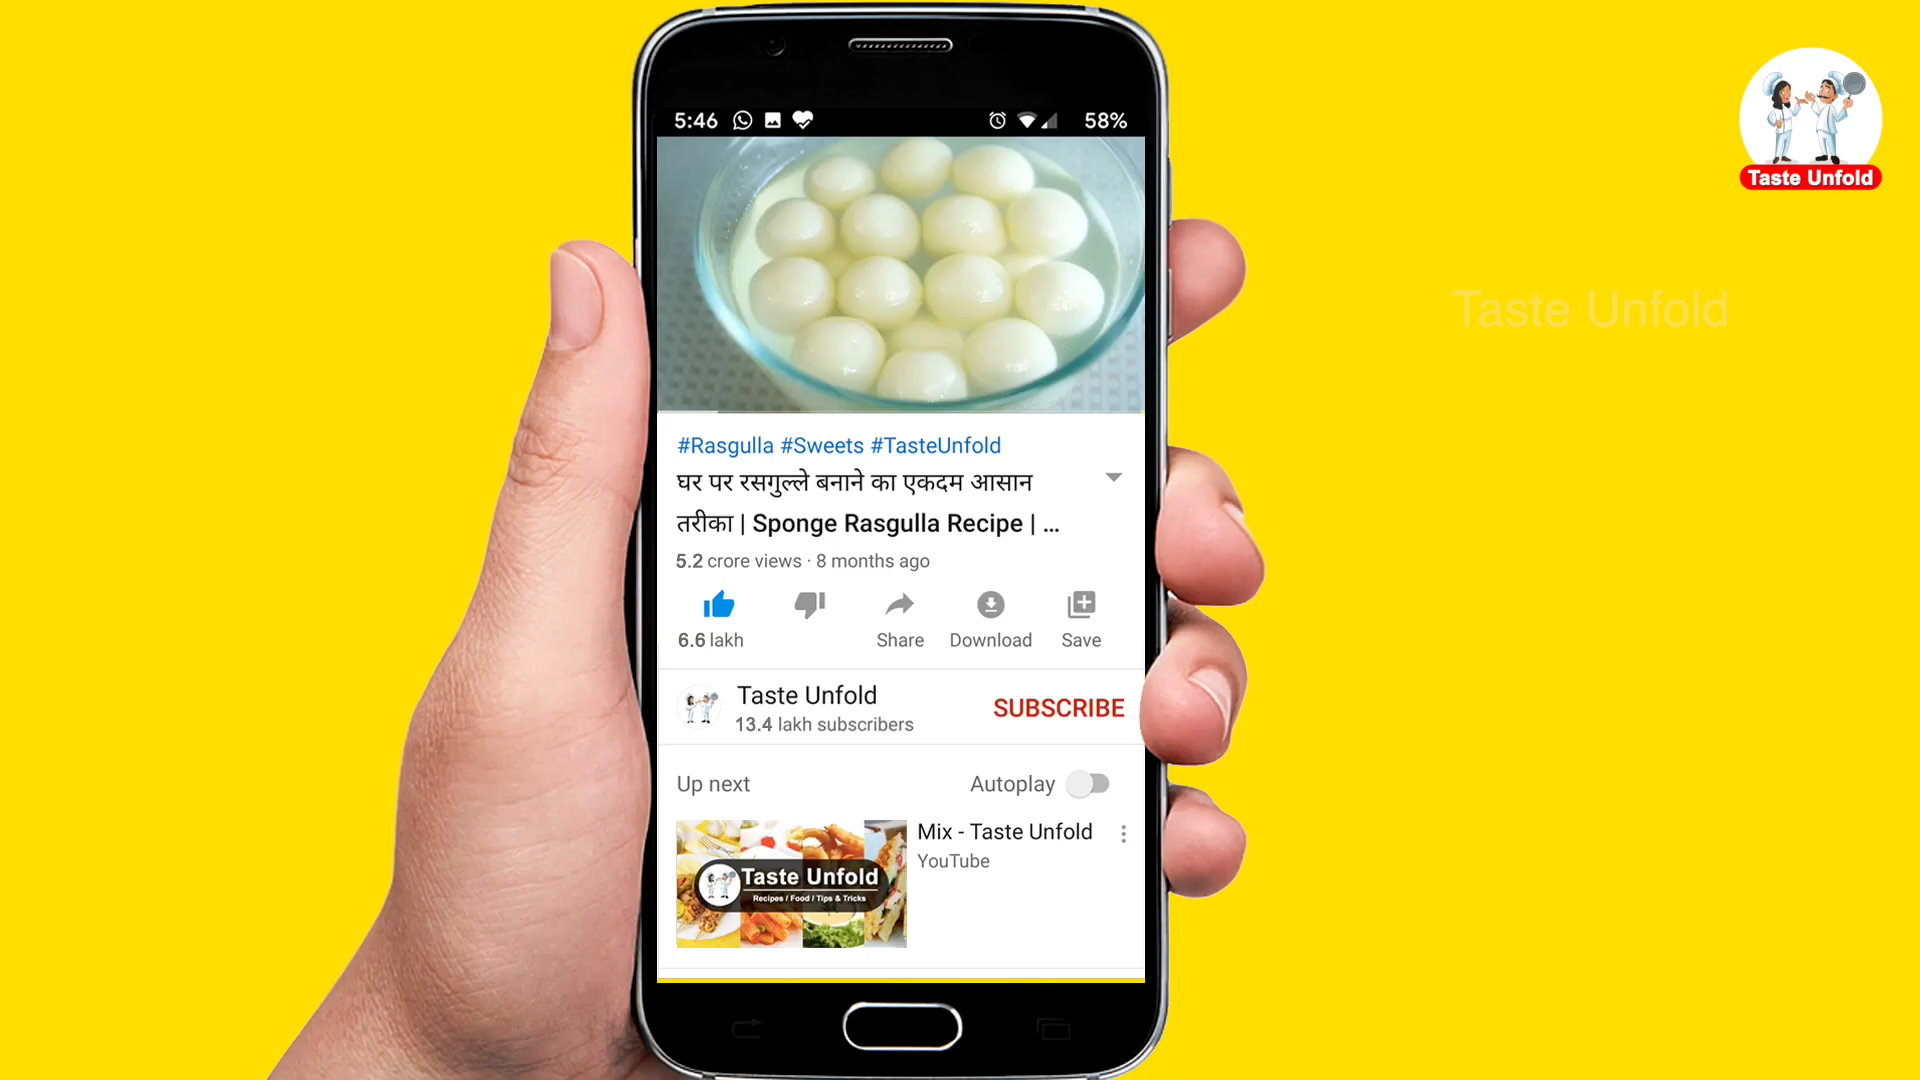 5:46
58%
Taste Unfold
Taste Unfold
#Rasgulla #Sweets #TasteUnfold
घर पर रसगुल्ले बनाने का एकदम आसान
तरीका | Sponge Rasgulla Recipe | ...
5.2 crore views · 8 months ago
6.6 lakh
Share
Download
Save
Taste Unfold
13.4 lakh subscribers
SUBSCRIBE
Up next
Autoplay
Mix - Taste Unfold
YouTube
Taste Unfold
Recipes / Food / Tips & Tricks